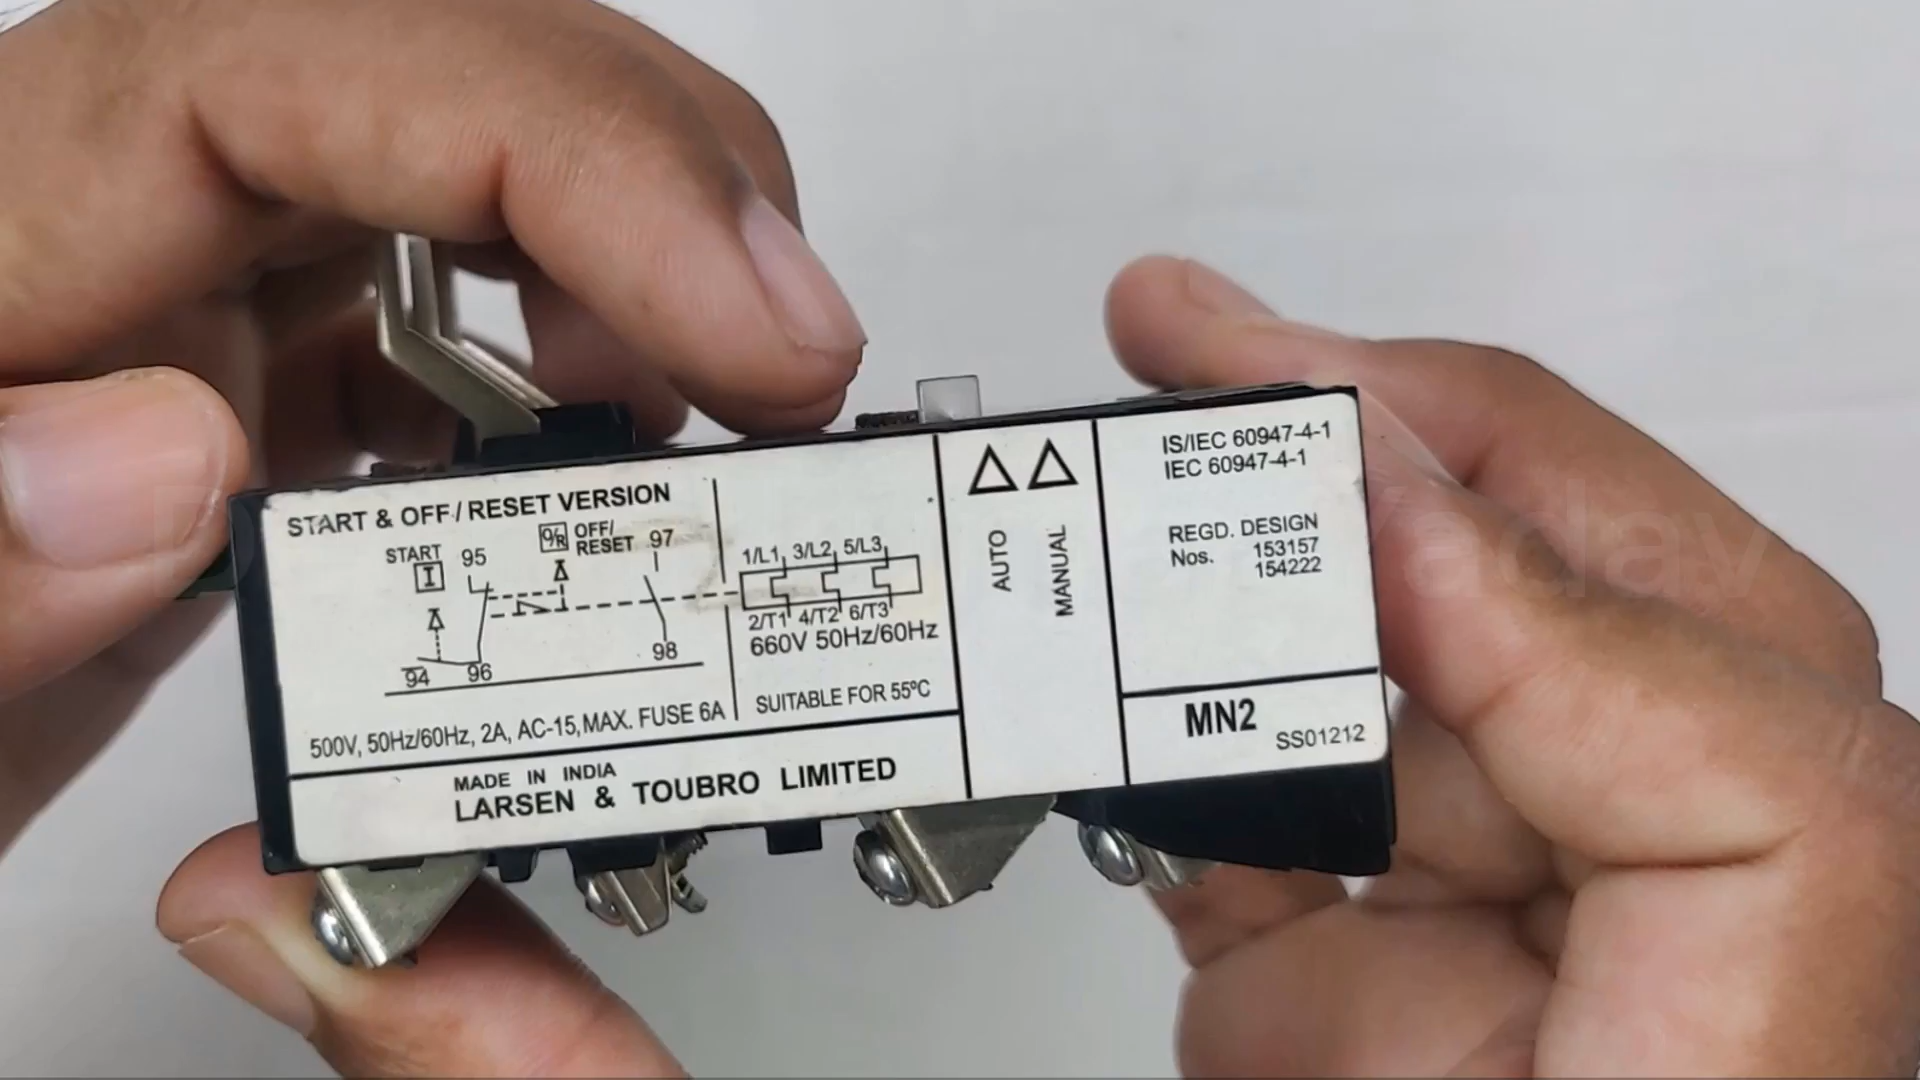 START & OFF / RESET VERSION
START
I
95
O/R
OFF/
RESET
97
94
96
98
500V, 50Hz/60Hz, 2A, AC-15, MAX. FUSE 6A
1/L1, 3/L2, 5/L3
2/T1 4/T2 6/T3
660V 50Hz/60Hz
SUITABLE FOR 55ºC
MADE IN INDIA
LARSEN & TOUBRO LIMITED
AUTO
MANUAL
IS/IEC 60947-4-1
IEC 60947-4-1
REGD. DESIGN
Nos. 153157
154222
MN2
SS01212
Yadav